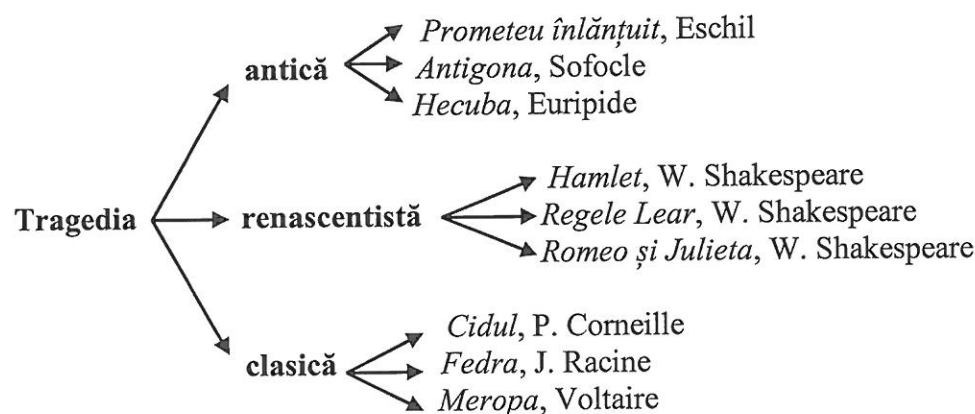 Tragedia
antică
Prometeu înlănțuit, Eschil
Antigona, Sofocle
Hecuba, Euripide
renascentistă
Hamlet, W. Shakespeare
Regele Lear, W. Shakespeare
Romeo și Julieta, W. Shakespeare
clasică
Cidul, P. Corneille
Fedra, J. Racine
Meropa, Voltaire